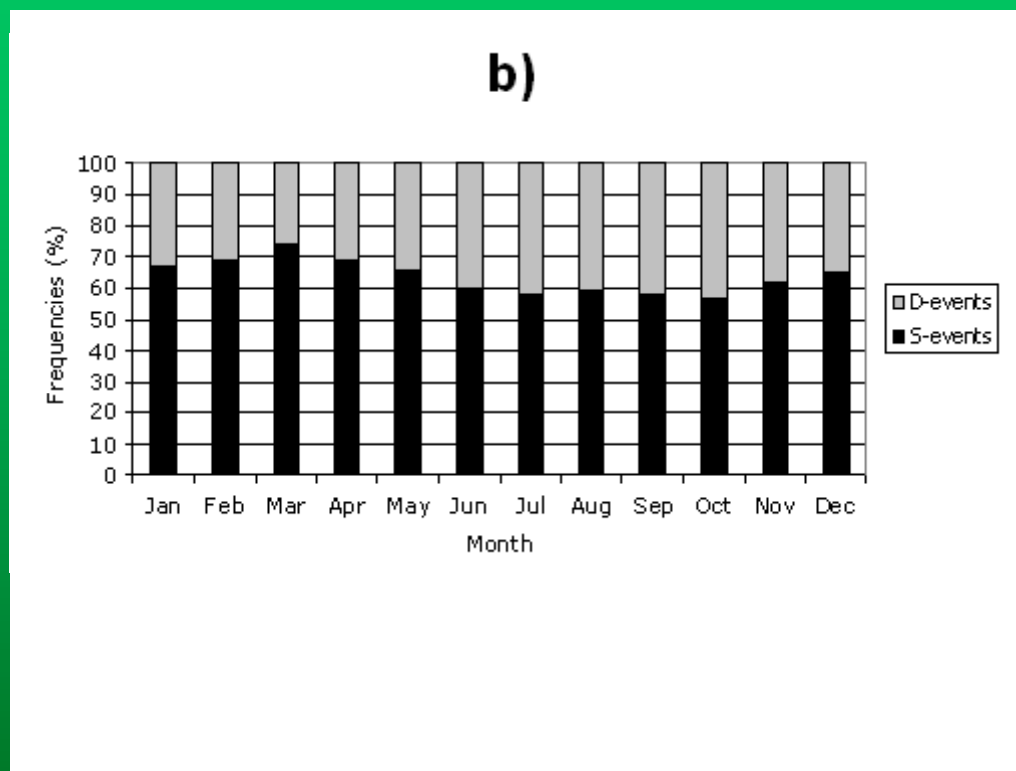 b)
100
90
80
70
60
50
40
30
20
10
0
Frequencies (%)
Jan Feb Mar Apr May Jun Jul Aug Sep Oct Nov Dec
Month
D-events
S-events